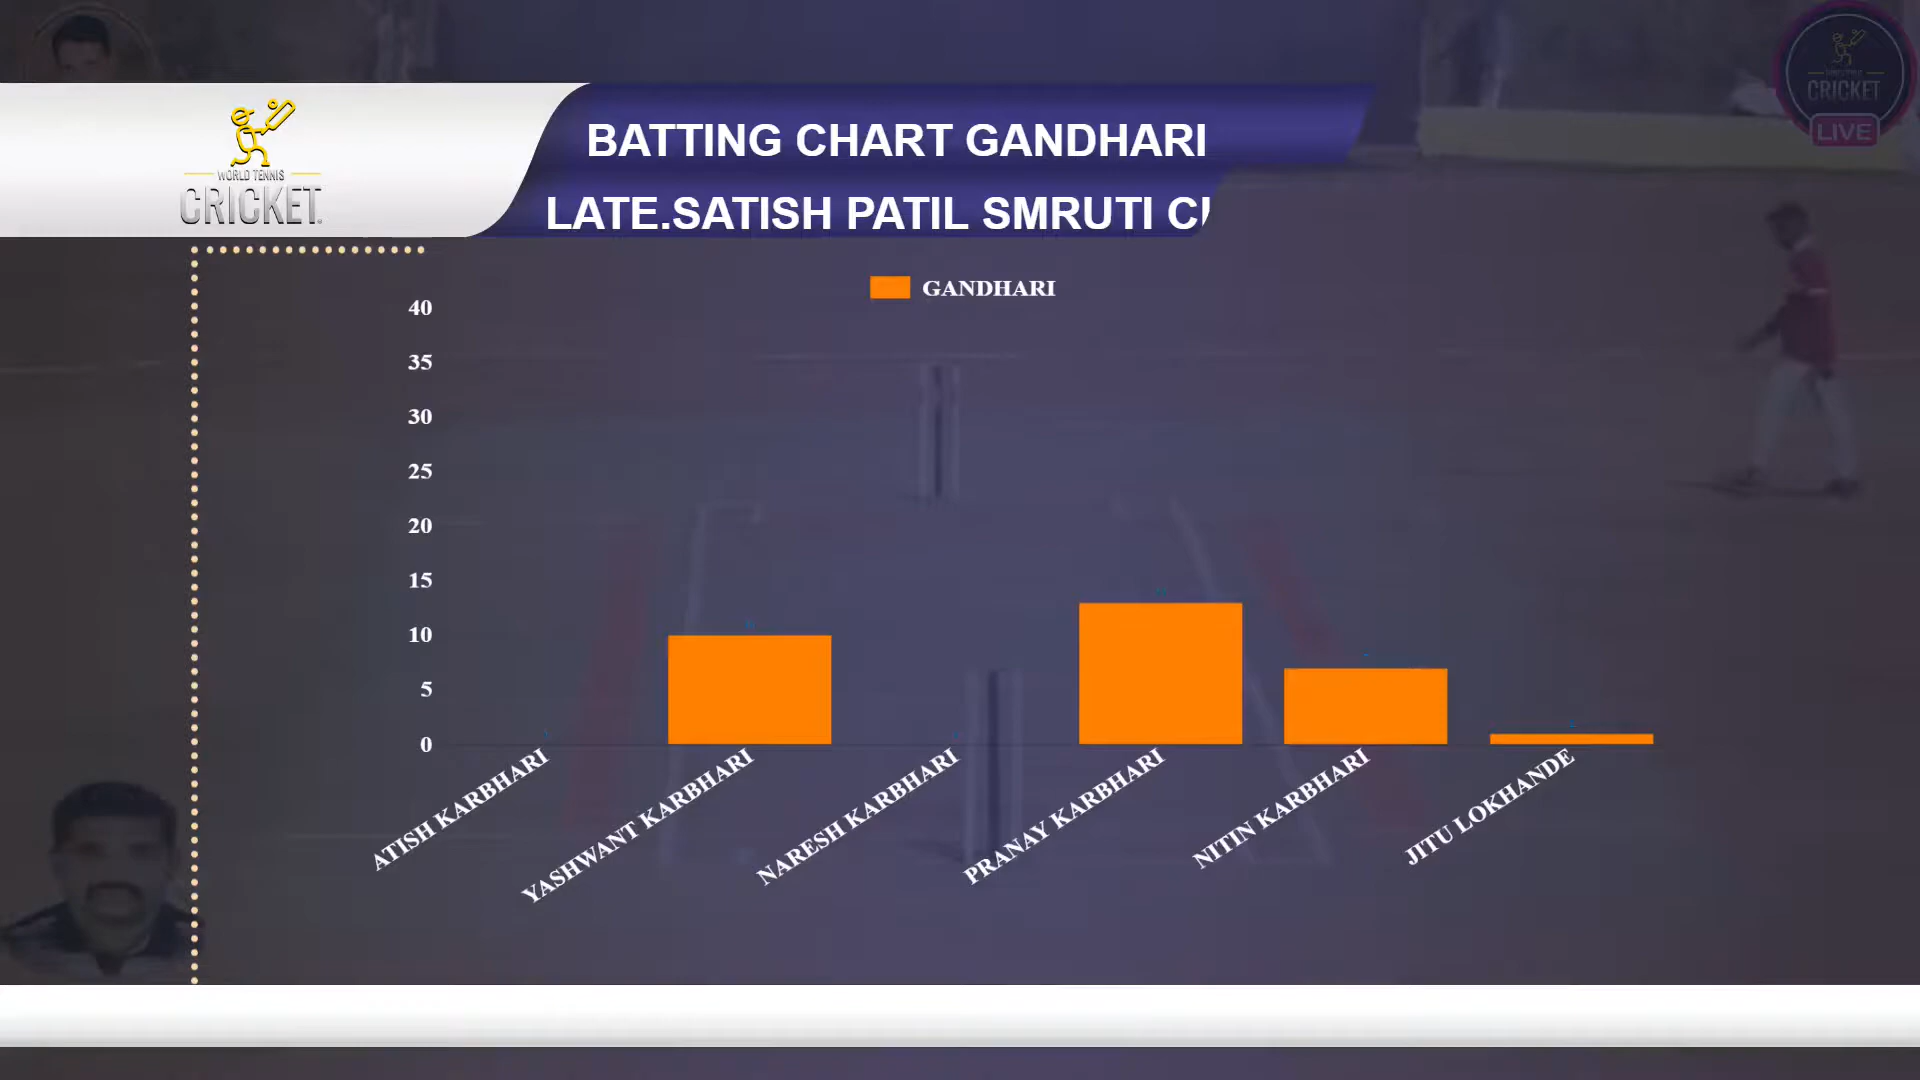 CRICKET
LIVE
BATTING CHART GANDHARI
WORLD TENNIS
CRICKET
LATE.SATISH PATIL SMRUTI
GANDHARI
40
35
30
25
20
15
10
5
0
ATISH KARBHARI
YASHWANT KARBHARI
NARESH KARBHARI
PRANAY KARBHARI
NITIN KARBHARI
JITU LOKHANDE